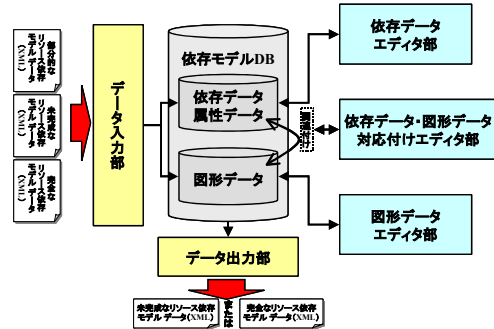 部分的な
リソース依存
モデル データ
(XML)
未完成な
リソース依存
モデル データ
(XML)
完全な
リソース依存
モデル データ
(XML)
データ入力部
依存モデルDB
依存データ
属性データ
図形データ
関連付け
依存データ
エディタ部
依存データ・図形データ
対応付けエディタ部
図形データ
エディタ部
データ出力部
未完成なリソース依存
モデル データ(XML)
または
完全なリソース依存
モデル データ(XML)